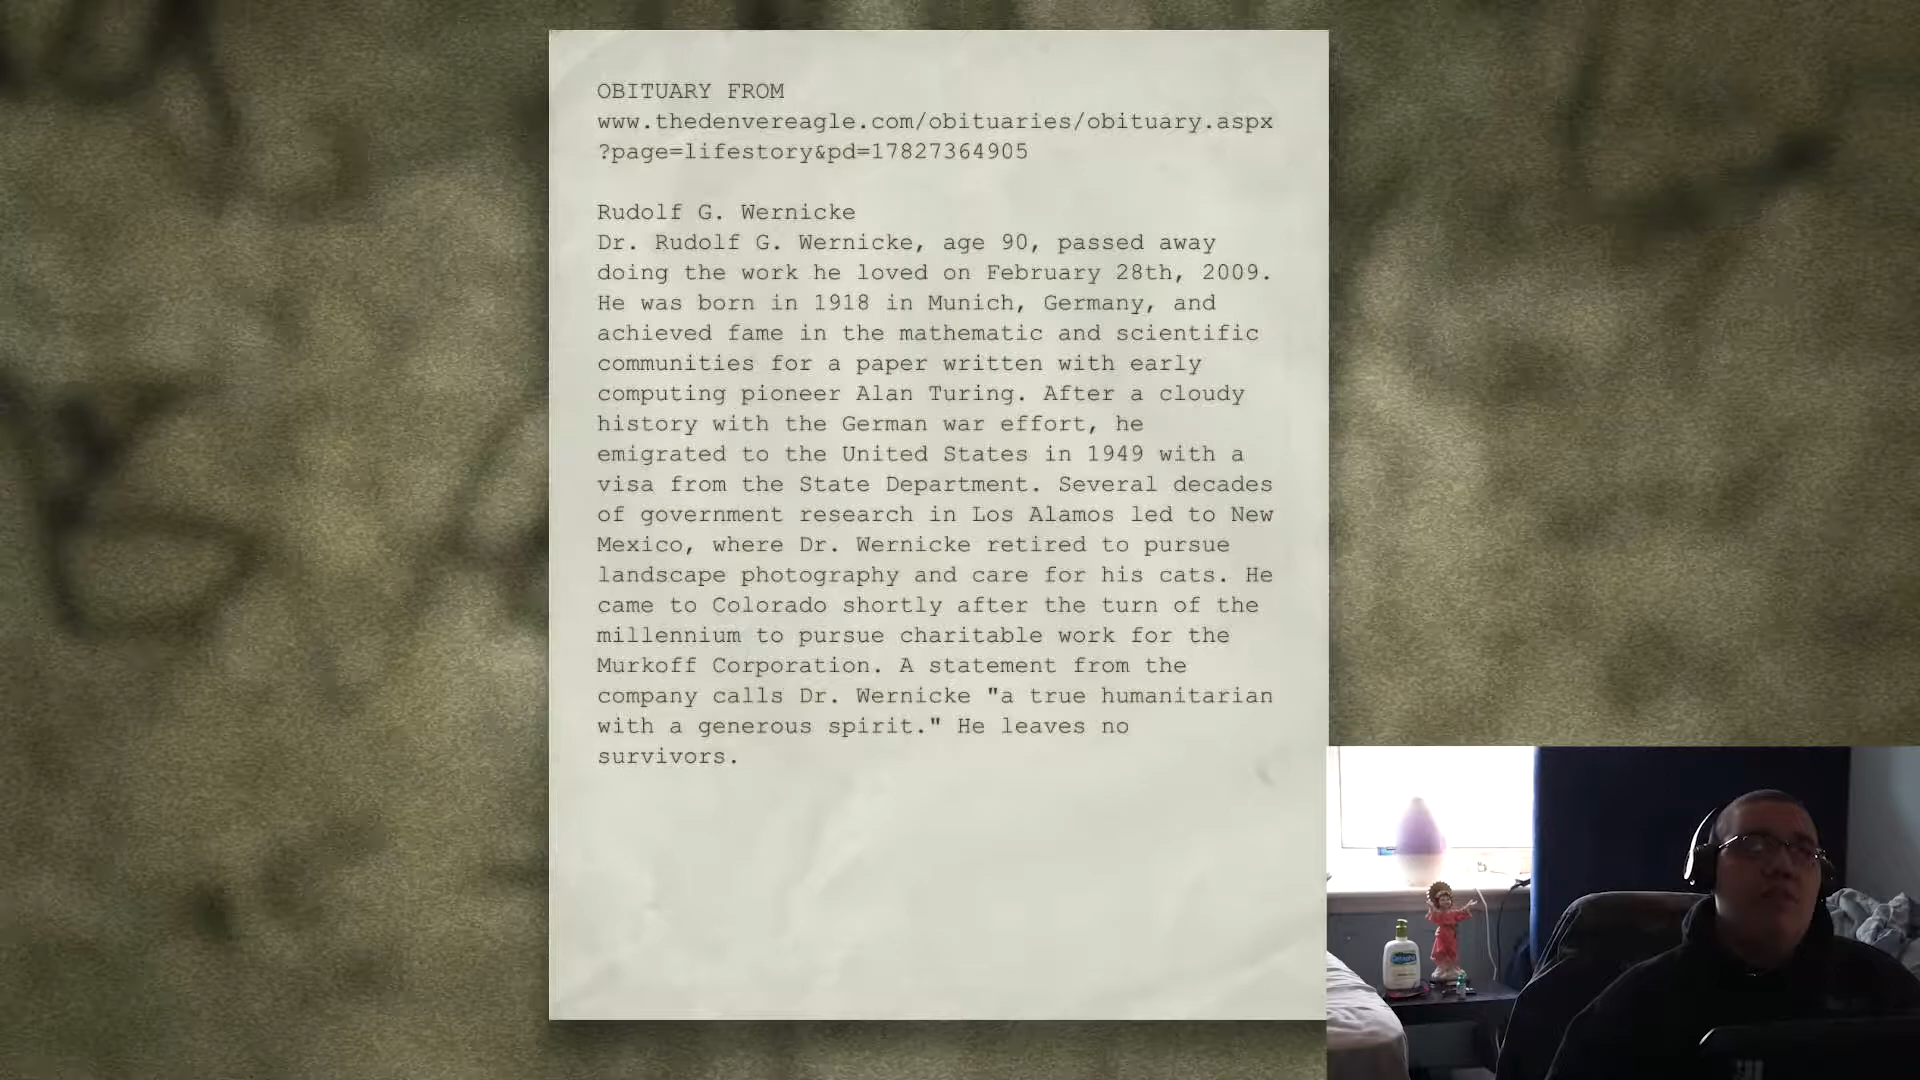 OBITUARY FROM
www.thedenvereagle.com/obituaries/obituary.aspx
?page=lifestory&pd=17827364905
Rudolf G. Wernicke
Dr. Rudolf G. Wernicke, age 90, passed away
doing the work he loved on February 28th, 2009.
He was born in 1918 in Munich, Germany, and
achieved fame in the mathematic and scientific
communities for a paper written with early
computing pioneer Alan Turing. After a cloudy
history with the German war effort, he
emigrated to the United States in 1949 with a
visa from the State Department. Several decades
of government research in Los Alamos led to New
Mexico, where Dr. Wernicke retired to pursue
landscape photography and care for his cats. He
came to Colorado shortly after the turn of the
millennium to pursue charitable work for the
Murkoff Corporation. A statement from the
company calls Dr. Wernicke "a true humanitarian
with a generous spirit." He leaves no
survivors.